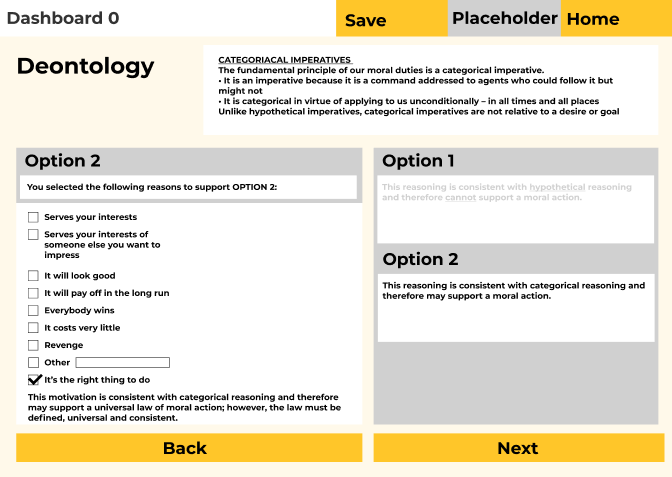 Dashboard 0
Save
Placeholder
Home
Deontology
CATEGORIACAL IMPERATIVES
The fundamental principle of our moral duties is a categorical imperative.
• It is an imperative because it is a command addressed to agents who could follow it but
might not
• It is categorical in virtue of applying to us unconditionally – in all times and all places
Unlike hypothetical imperatives, categorical imperatives are not relative to a desire or goal
Option 2
You selected the following reasons to support OPTION 2:
Serves your interests
Serves your interests of
someone else you want to
impress
It will look good
It will pay off in the long run
Everybody wins
It costs very little
Revenge
Other
It's the right thing to do
This motivation is consistent with categorical reasoning and therefore
may support a universal law of moral action; however, the law must be
defined, universal and consistent.
Option 1
This reasoning is consistent with hypothetical reasoning
and therefore cannot support a moral action.
Option 2
This reasoning is consistent with categorical reasoning and
therefore may support a moral action.
Back
Next